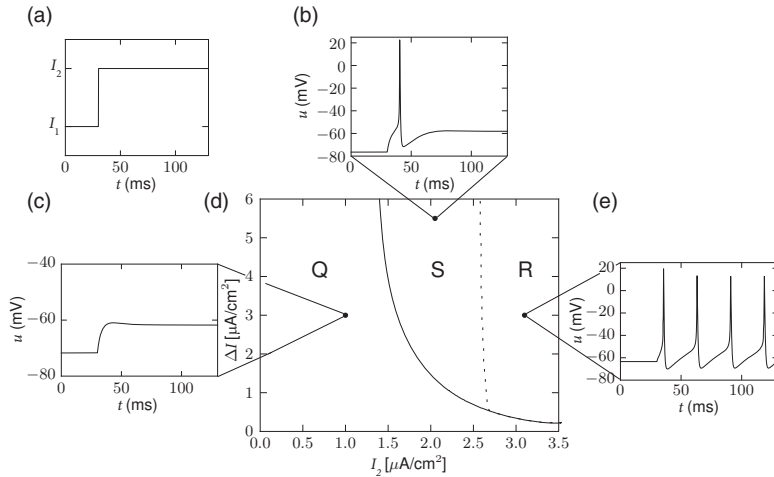 (a)
I₂
I₁
0 50 100
t (ms)
(b)
20
0
−20
−40
−60
−80
u (mV)
0 50 100
t (ms)
(c)
−40
−60
−80
u (mV)
0 50 100
t (ms)
(d)
6
5
4
3
2
1
0
ΔI [μA/cm²]
Q S R
0.0 0.5 1.0 1.5 2.0 2.5 3.0 3.5
I₂ [μA/cm²]
(e)
20
0
−20
−40
−60
−80
u (mV)
0 50 100
t (ms)